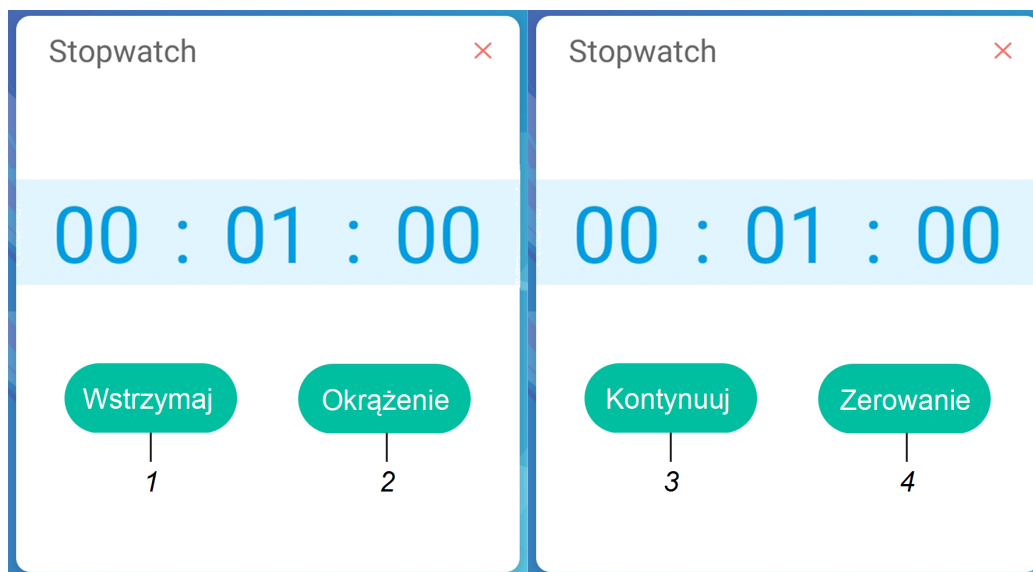 Stopwatch ×
00 : 01 : 00
Wstrzymaj Okrążenie
1 2
Stopwatch ×
00 : 01 : 00
Kontynuuj Zerowanie
3 4